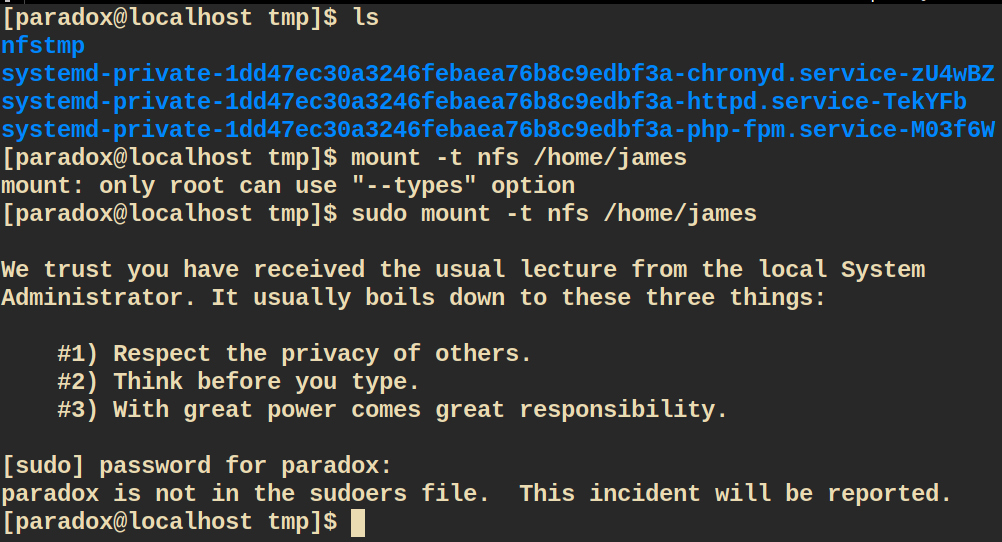 [paradox@localhost tmp]$ ls
nfstmp
systemd-private-1dd47ec30a3246febaea76b8c9edbf3a-chronyd.service-zU4wBZ
systemd-private-1dd47ec30a3246febaea76b8c9edbf3a-httpd.service-TekYFb
systemd-private-1dd47ec30a3246febaea76b8c9edbf3a-php-fpm.service-M03f6W
[paradox@localhost tmp]$ mount -t nfs /home/james
mount: only root can use "--types" option
[paradox@localhost tmp]$ sudo mount -t nfs /home/james

We trust you have received the usual lecture from the local System
Administrator. It usually boils down to these three things:

    #1) Respect the privacy of others.
    #2) Think before you type.
    #3) With great power comes great responsibility.

[sudo] password for paradox:
paradox is not in the sudoers file.  This incident will be reported.
[paradox@localhost tmp]$